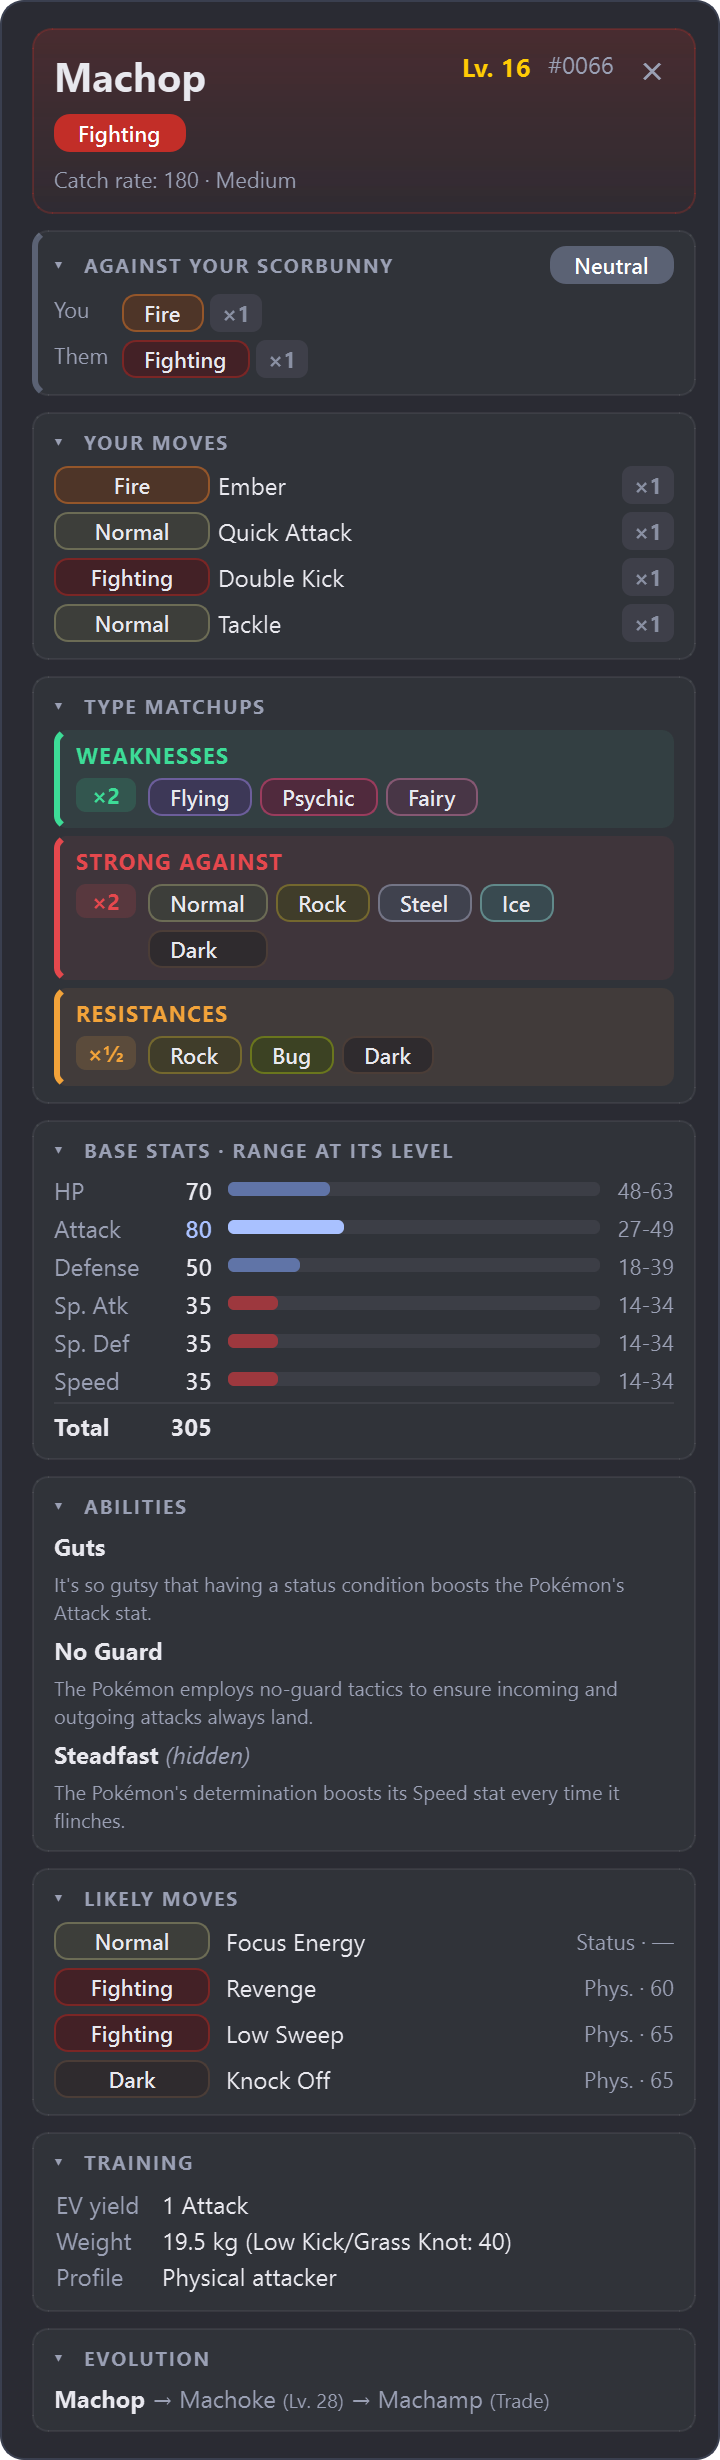 Machop Lv. 16 #0066 ×
Fighting
Catch rate: 180 · Medium
▾ AGAINST YOUR SCORBUNNY Neutral
You Fire ×1
Them Fighting ×1
▾ YOUR MOVES
Fire Ember ×1
Normal Quick Attack ×1
Fighting Double Kick ×1
Normal Tackle ×1
▾ TYPE MATCHUPS
WEAKNESSES
×2 Flying Psychic Fairy
STRONG AGAINST
×2 Normal Rock Steel Ice
Dark
RESISTANCES
×½ Rock Bug Dark
▾ BASE STATS · RANGE AT ITS LEVEL
HP 70 48-63
Attack 80 27-49
Defense 50 18-39
Sp. Atk 35 14-34
Sp. Def 35 14-34
Speed 35 14-34
Total 305
▾ ABILITIES
Guts
It's so gutsy that having a status condition boosts the Pokémon's
Attack stat.
No Guard
The Pokémon employs no-guard tactics to ensure incoming and
outgoing attacks always land.
Steadfast (hidden)
The Pokémon's determination boosts its Speed stat every time it
flinches.
▾ LIKELY MOVES
Normal Focus Energy Status · —
Fighting Revenge Phys. · 60
Fighting Low Sweep Phys. · 65
Dark Knock Off Phys. · 65
▾ TRAINING
EV yield 1 Attack
Weight 19.5 kg (Low Kick/Grass Knot: 40)
Profile Physical attacker
▾ EVOLUTION
Machop → Machoke (Lv. 28) → Machamp (Trade)